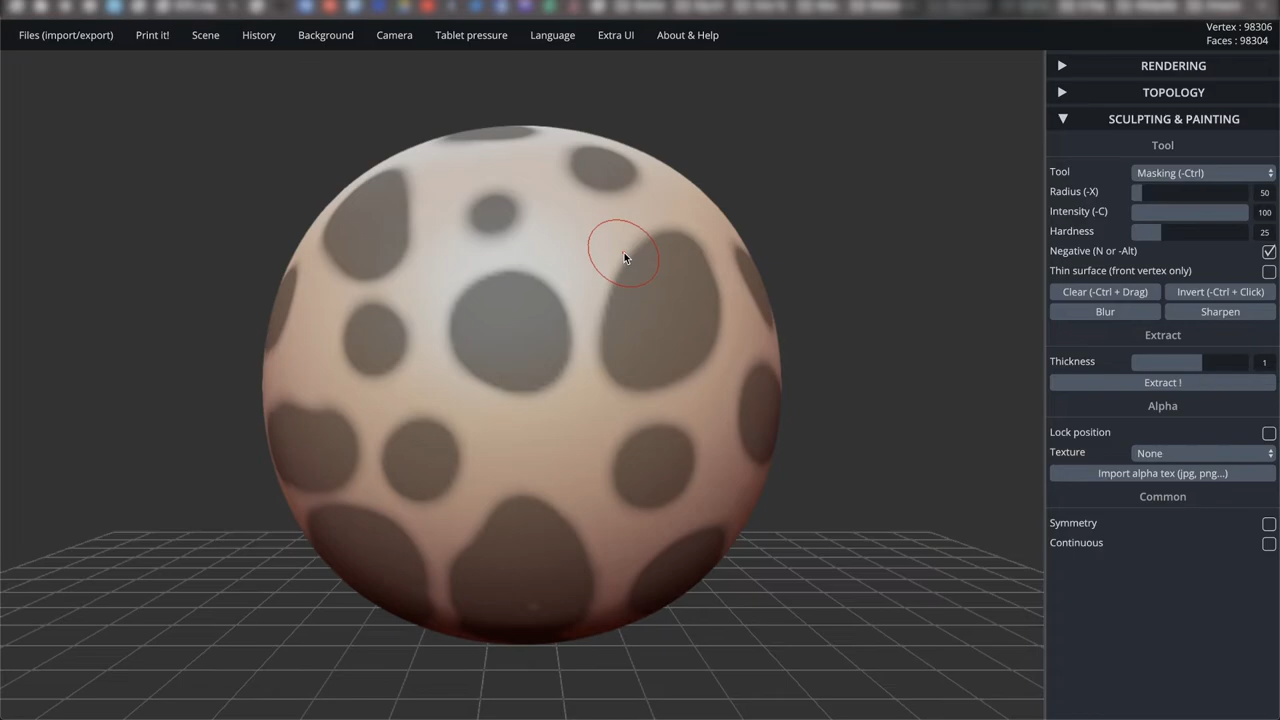 Files (import/export) Print it! Scene History Background Camera Tablet pressure Language Extra UI About & Help
Vertex : 98306
Faces : 98304
RENDERING
TOPOLOGY
SCULPTING & PAINTING
Tool
Tool Masking (-Ctrl)
Radius (-X) 50
Intensity (-C) 100
Hardness 25
Negative (N or -Alt)
Thin surface (front vertex only)
Clear (-Ctrl + Drag) Invert (-Ctrl + Click)
Blur Sharpen
Extract
Thickness 1
Extract !
Alpha
Lock position
Texture None
Import alpha tex (jpg, png...)
Common
Symmetry
Continuous